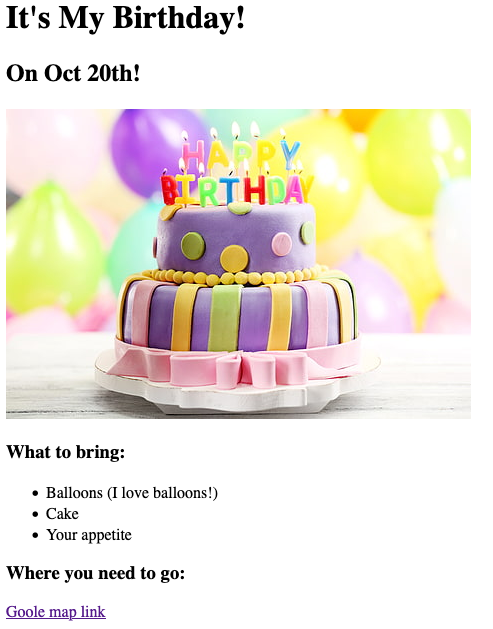 It's My Birthday!
On Oct 20th!
HAPPY
BIRTHDAY
What to bring:
Balloons (I love balloons!)
Cake
Your appetite
Where you need to go:
Goole map link